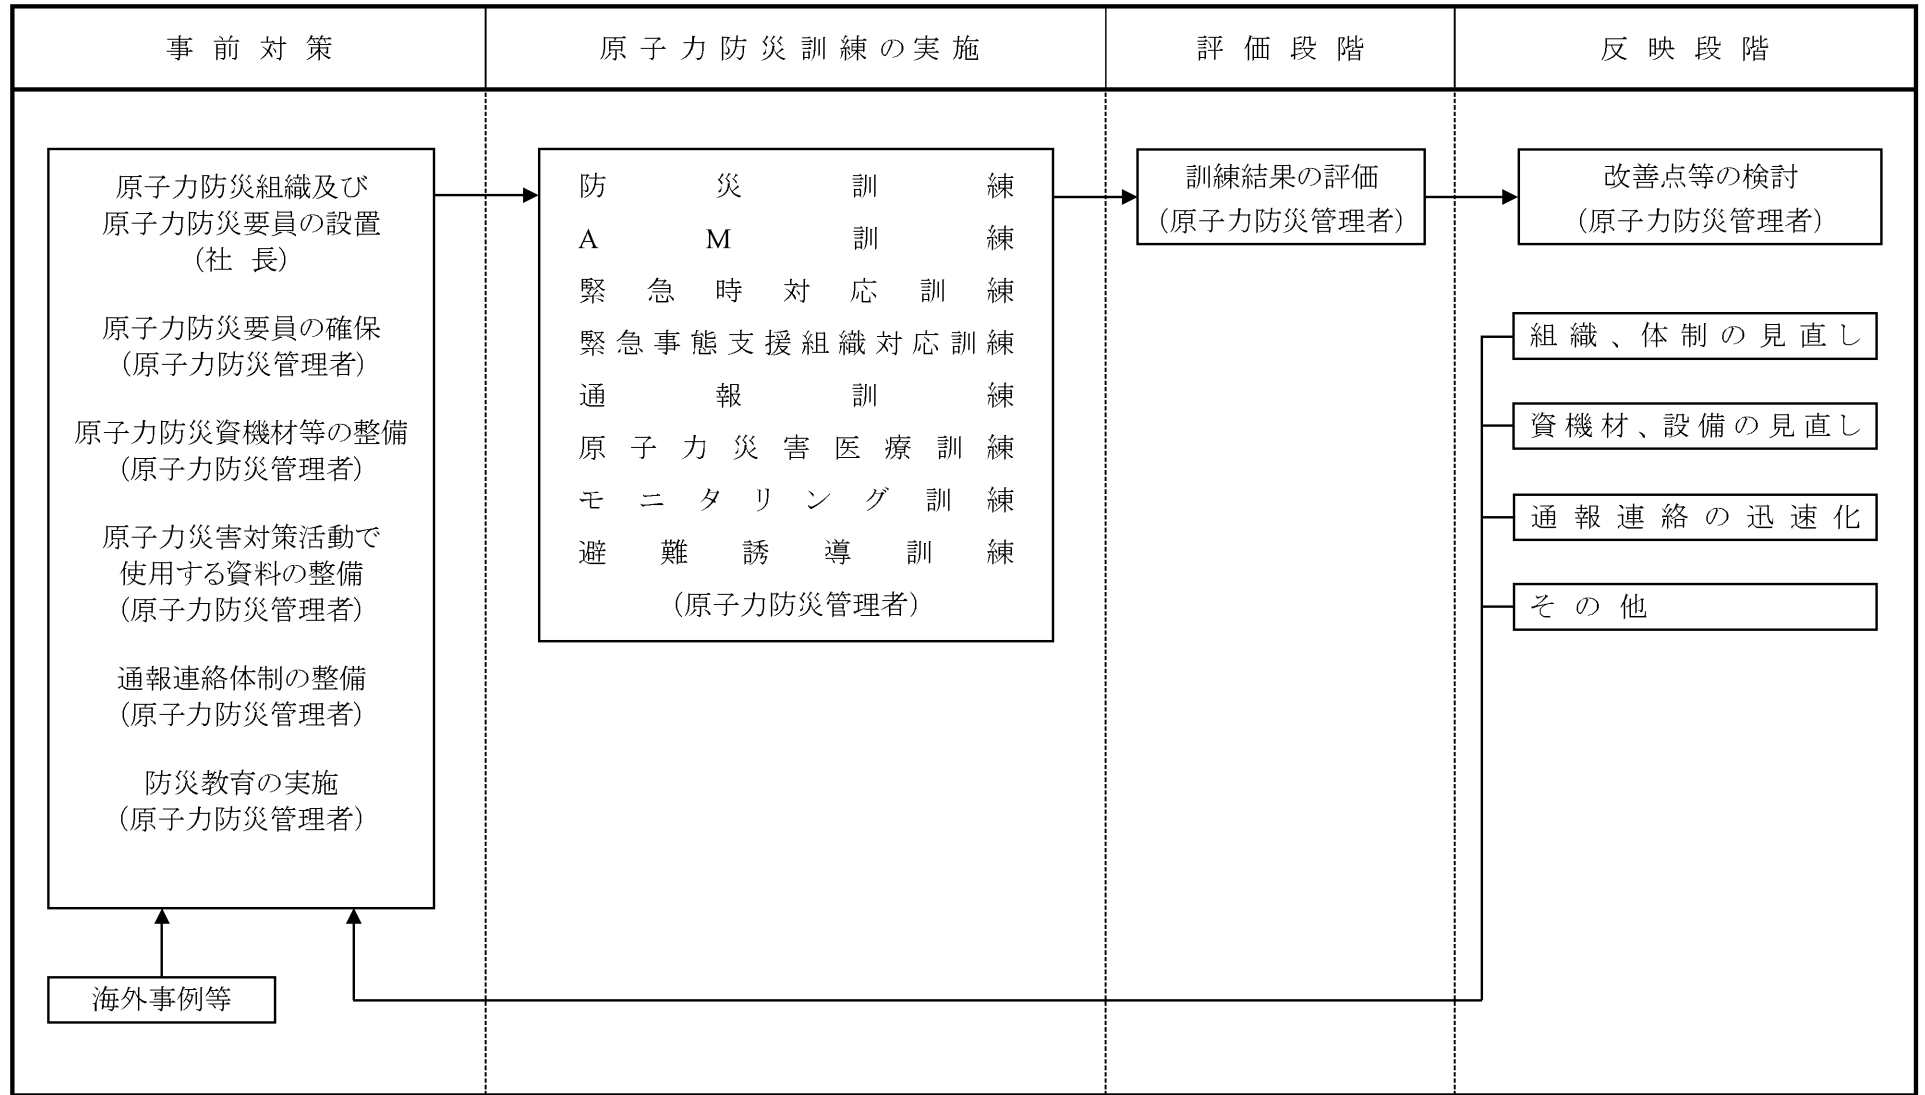 事前対策
原子力防災訓練の実施
評価段階
反映段階
原子力防災組織及び
原子力防災要員の設置
(社 長)
原子力防災要員の確保
(原子力防災管理者)
原子力防災資機材等の整備
(原子力防災管理者)
原子力災害対策活動で
使用する資料の整備
(原子力防災管理者)
通報連絡体制の整備
(原子力防災管理者)
防災教育の実施
(原子力防災管理者)
海外事例等
防災訓練
AM訓練
緊急時対応訓練
緊急事態支援組織対応訓練
通報訓練
原子力災害医療訓練
モニタリング訓練
避難誘導訓練
(原子力防災管理者)
訓練結果の評価
(原子力防災管理者)
改善点等の検討
(原子力防災管理者)
組織、体制の見直し
資機材、設備の見直し
通報連絡の迅速化
その他